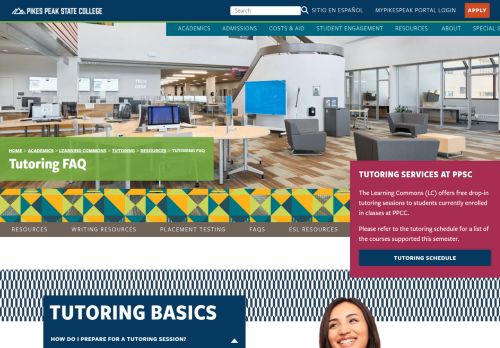 PIKES PEAK STATE COLLEGE
Search
SITIO EN ESPAÑOL
MYPIKESPEAK PORTAL LOGIN
APPLY
ACADEMICS ADMISSIONS COSTS & AID STUDENT ENGAGEMENT RESOURCES ABOUT SPECIAL E
TECH
DESK
HOME > ACADEMICS > LEARNING COMMONS > TUTORING > RESOURCES > TUTORING FAQ
Tutoring FAQ
TUTORING SERVICES AT PPSC
The Learning Commons (LC) offers free drop-in
tutoring sessions to students currently enrolled
in classes at PPCC.
Please refer to the tutoring schedule for a list of
the courses supported this semester.
TUTORING SCHEDULE
RESOURCES WRITING RESOURCES PLACEMENT TESTING FAQS ESL RESOURCES
TUTORING BASICS
HOW DO I PREPARE FOR A TUTORING SESSION?